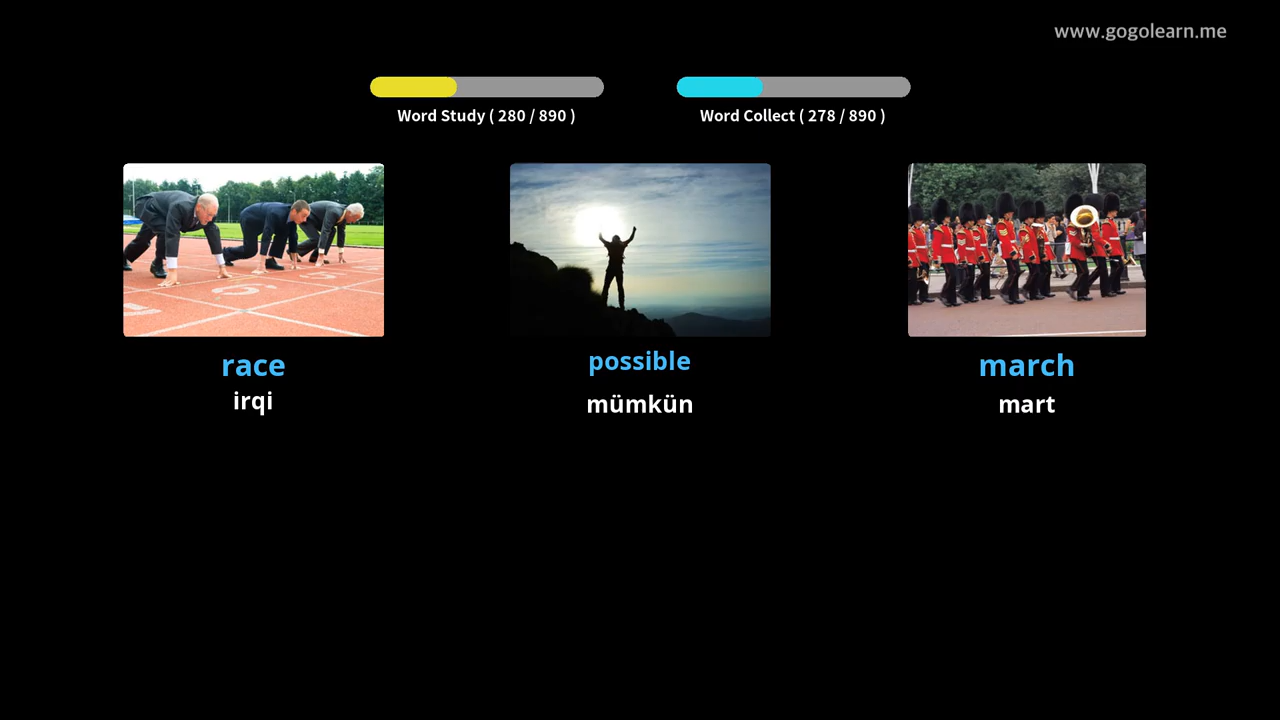 www.gogolearn.me
Word Study ( 280 / 890 )
Word Collect ( 278 / 890 )
race
irqi
possible
mümkün
march
mart